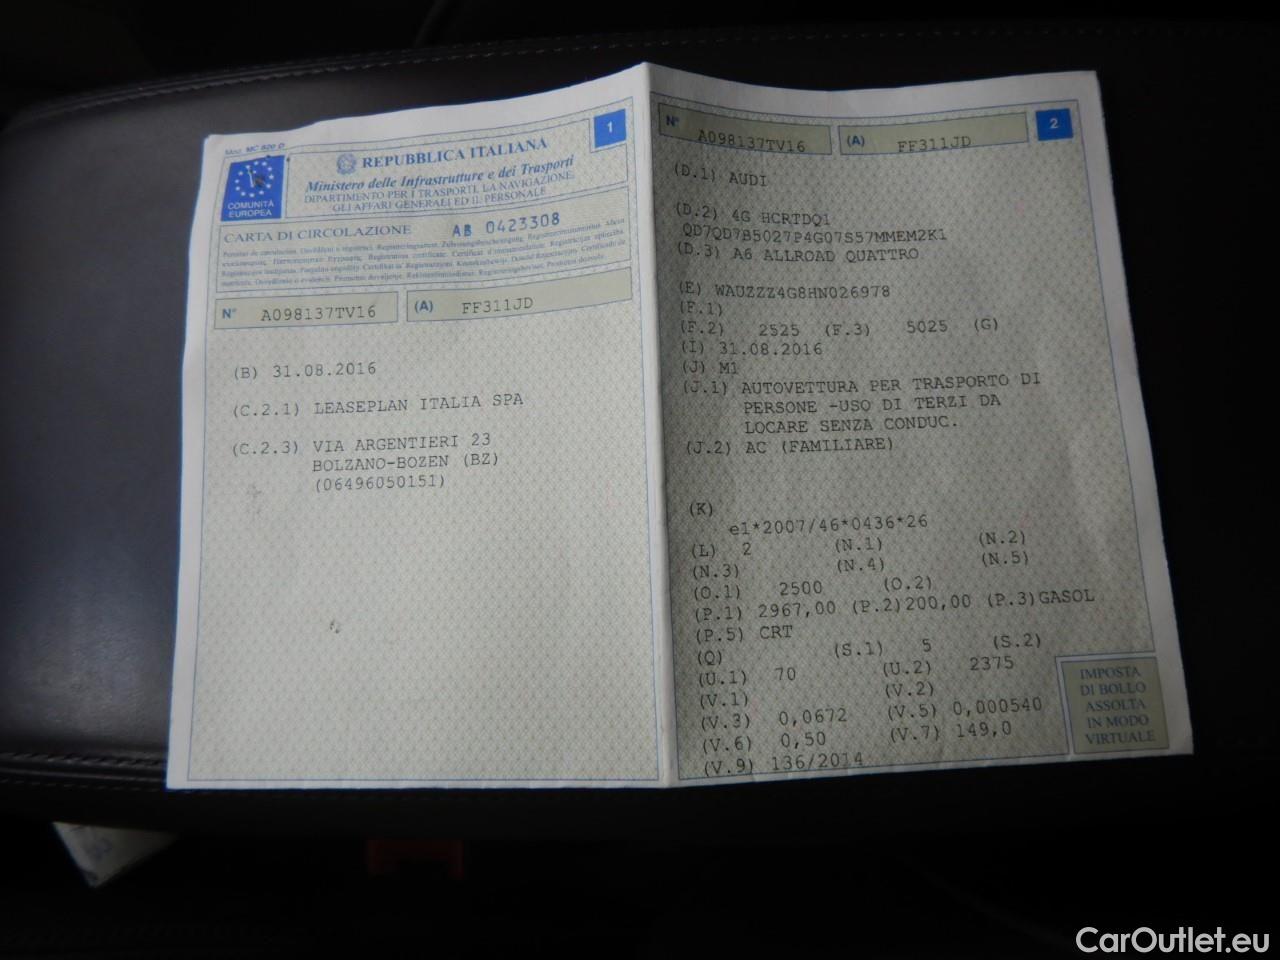 Mod. MC 820 D
1
COMUNITÀ
EUROPEA
REPUBBLICA ITALIANA
Ministero delle Infrastrutture e dei Trasporti
DIPARTIMENTO PER I TRASPORTI, LA NAVIGAZIONE,
GLI AFFARI GENERALI ED IL PERSONALE
CARTA DI CIRCOLAZIONE AB 0423308
N° A098137TV16 (A) FF311JD
(B) 31.08.2016
(C.2.1) LEASEPLAN ITALIA SPA
(C.2.3) VIA ARGENTIERI 23
BOLZANO-BOZEN (BZ)
(06496050151)
N° A098137TV16 (A) FF311JD
2
(D.1) AUDI
(D.2) 4G HCRTDQ1
QD7QD7B5027P4G07S57MMEM2K1
(D.3) A6 ALLROAD QUATTRO
(E) WAUZZZ4G8HN026978
(F.1)
(F.2) 2525 (F.3) 5025 (G)
(I) 31.08.2016
(J) M1
(J.1) AUTOVETTURA PER TRASPORTO DI
PERSONE -USO DI TERZI DA
LOCARE SENZA CONDUC.
(J.2) AC (FAMILIARE)
(K)
e1*2007/46*0436*26
(L) 2 (N.1) (N.2)
(N.3) (N.4) (N.5)
(O.1) 2500 (O.2)
(P.1) 2967,00 (P.2)200,00 (P.3)GASOL
(P.5) CRT
(Q) (S.1) 5 (S.2)
(U.1) 70 (U.2) 2375
(V.1) (V.2)
(V.3) 0,0672 (V.5) 0,000540
(V.6) 0,50 (V.7) 149,0
(V.9) 136/2014
IMPOSTA
DI BOLLO
ASSOLTA
IN MODO
VIRTUALE
CarOutlet.eu